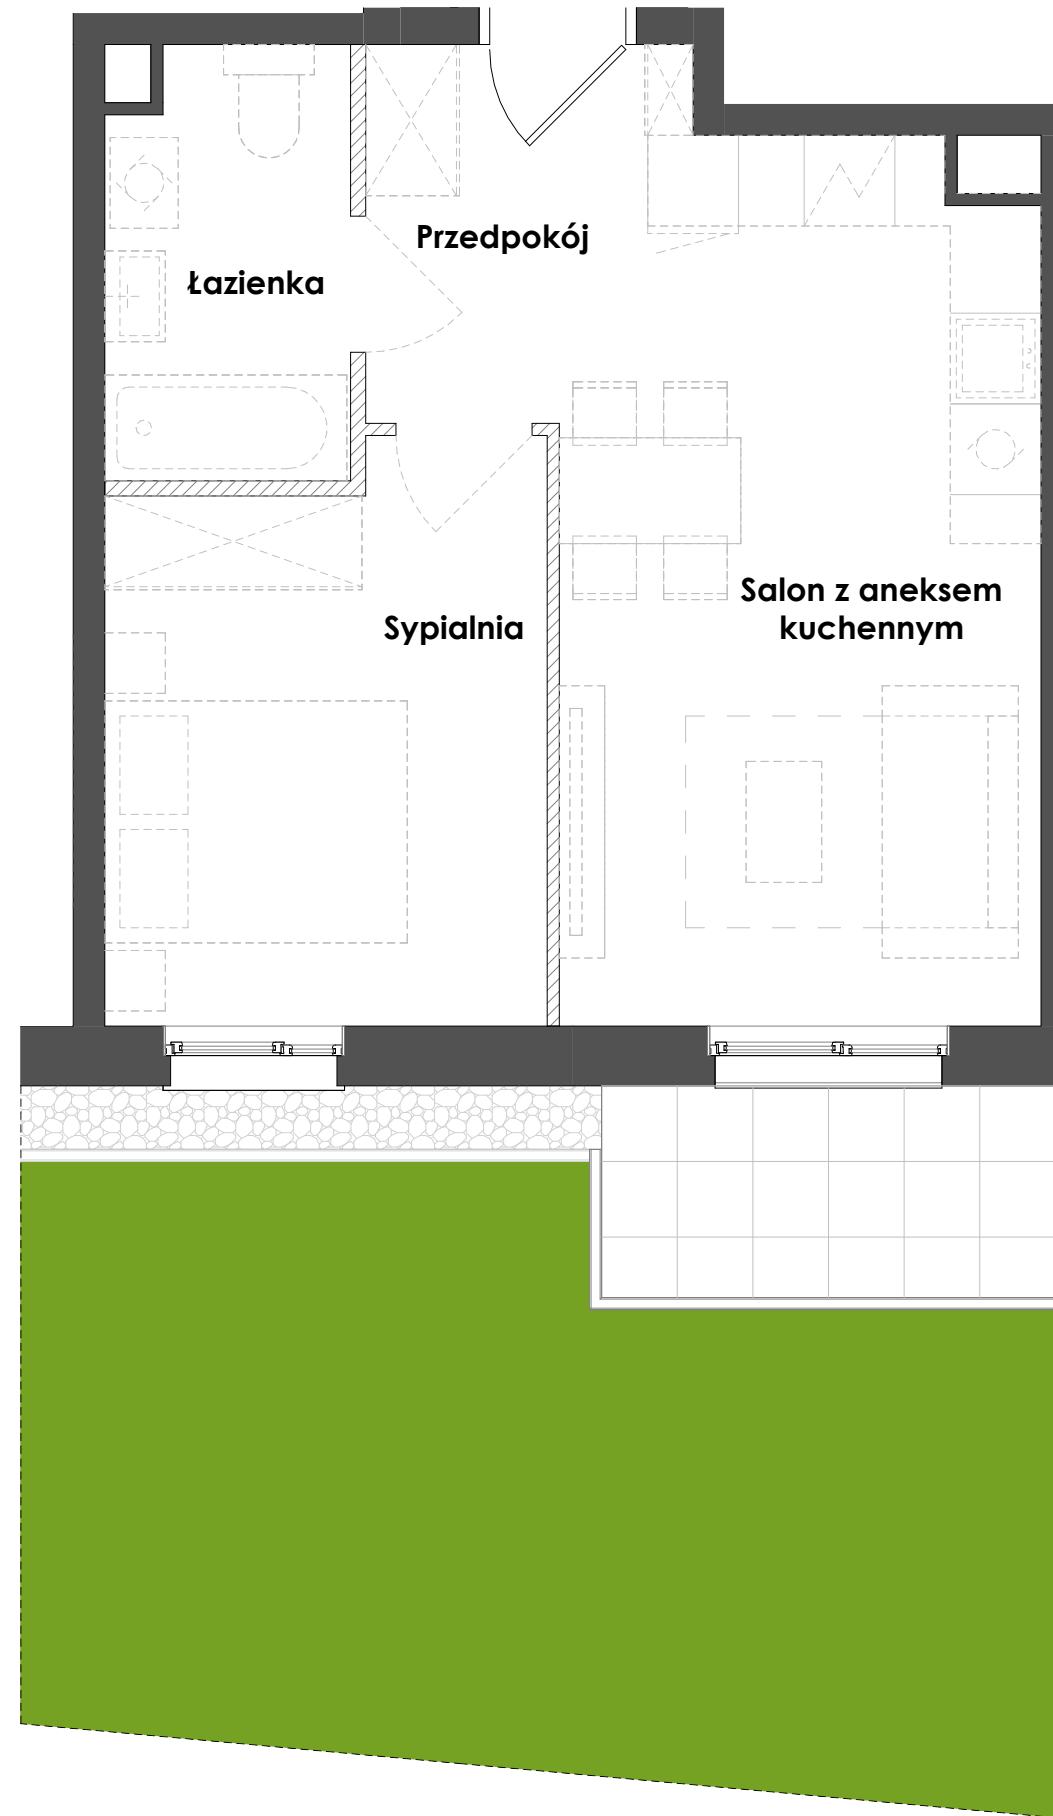 Przedpokój
Łazienka
Salon z aneksem
kuchennym
Sypialnia